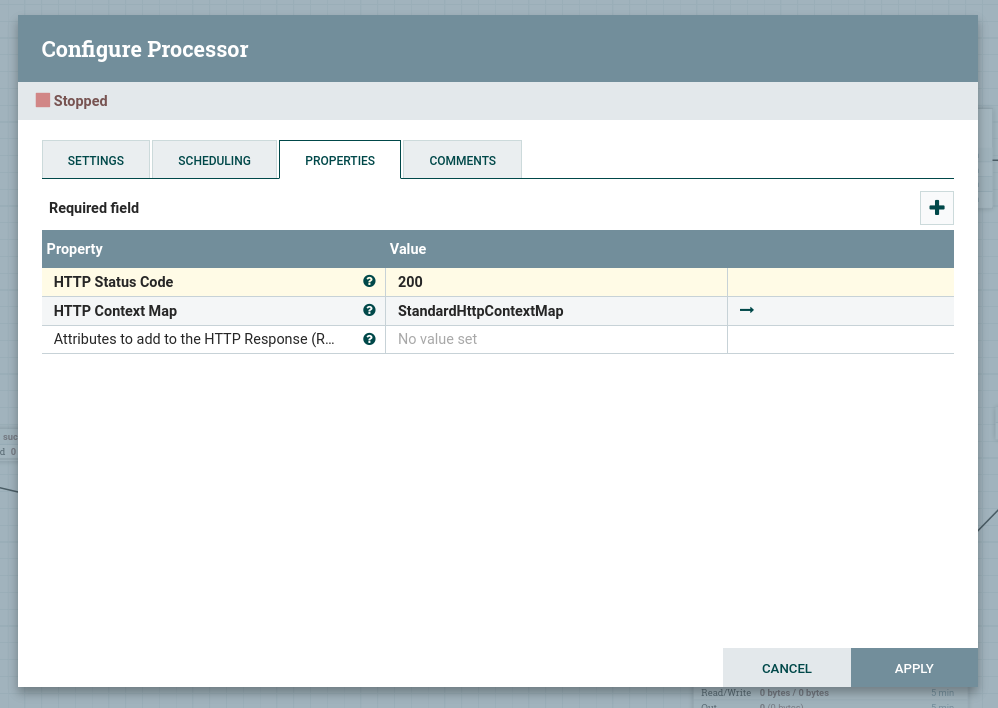 Configure Processor
Stopped
SETTINGS SCHEDULING PROPERTIES COMMENTS
Required field
Property Value
HTTP Status Code 200
HTTP Context Map StandardHttpContextMap
Attributes to add to the HTTP Response (R... No value set
suc
d 0
CANCEL APPLY
Read/Write 0 bytes / 0 bytes 5 min
Out 0 (0 bytes) 5 min